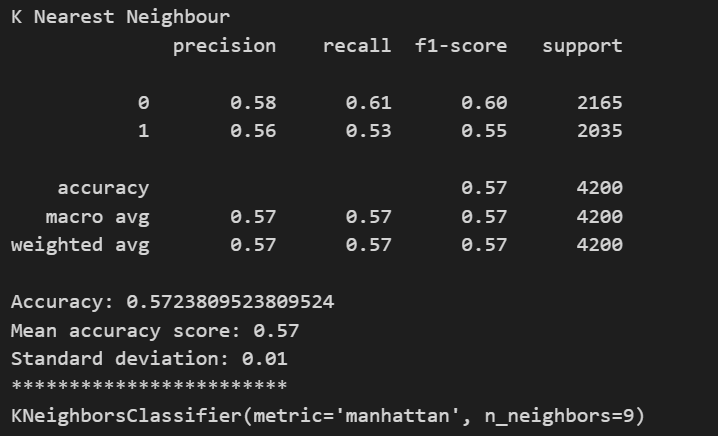 K Nearest Neighbour
precision recall f1-score support
0 0.58 0.61 0.60 2165
1 0.56 0.53 0.55 2035
accuracy 0.57 4200
macro avg 0.57 0.57 0.57 4200
weighted avg 0.57 0.57 0.57 4200
Accuracy: 0.5723809523809524
Mean accuracy score: 0.57
Standard deviation: 0.01
************************
KNeighborsClassifier(metric='manhattan', n_neighbors=9)